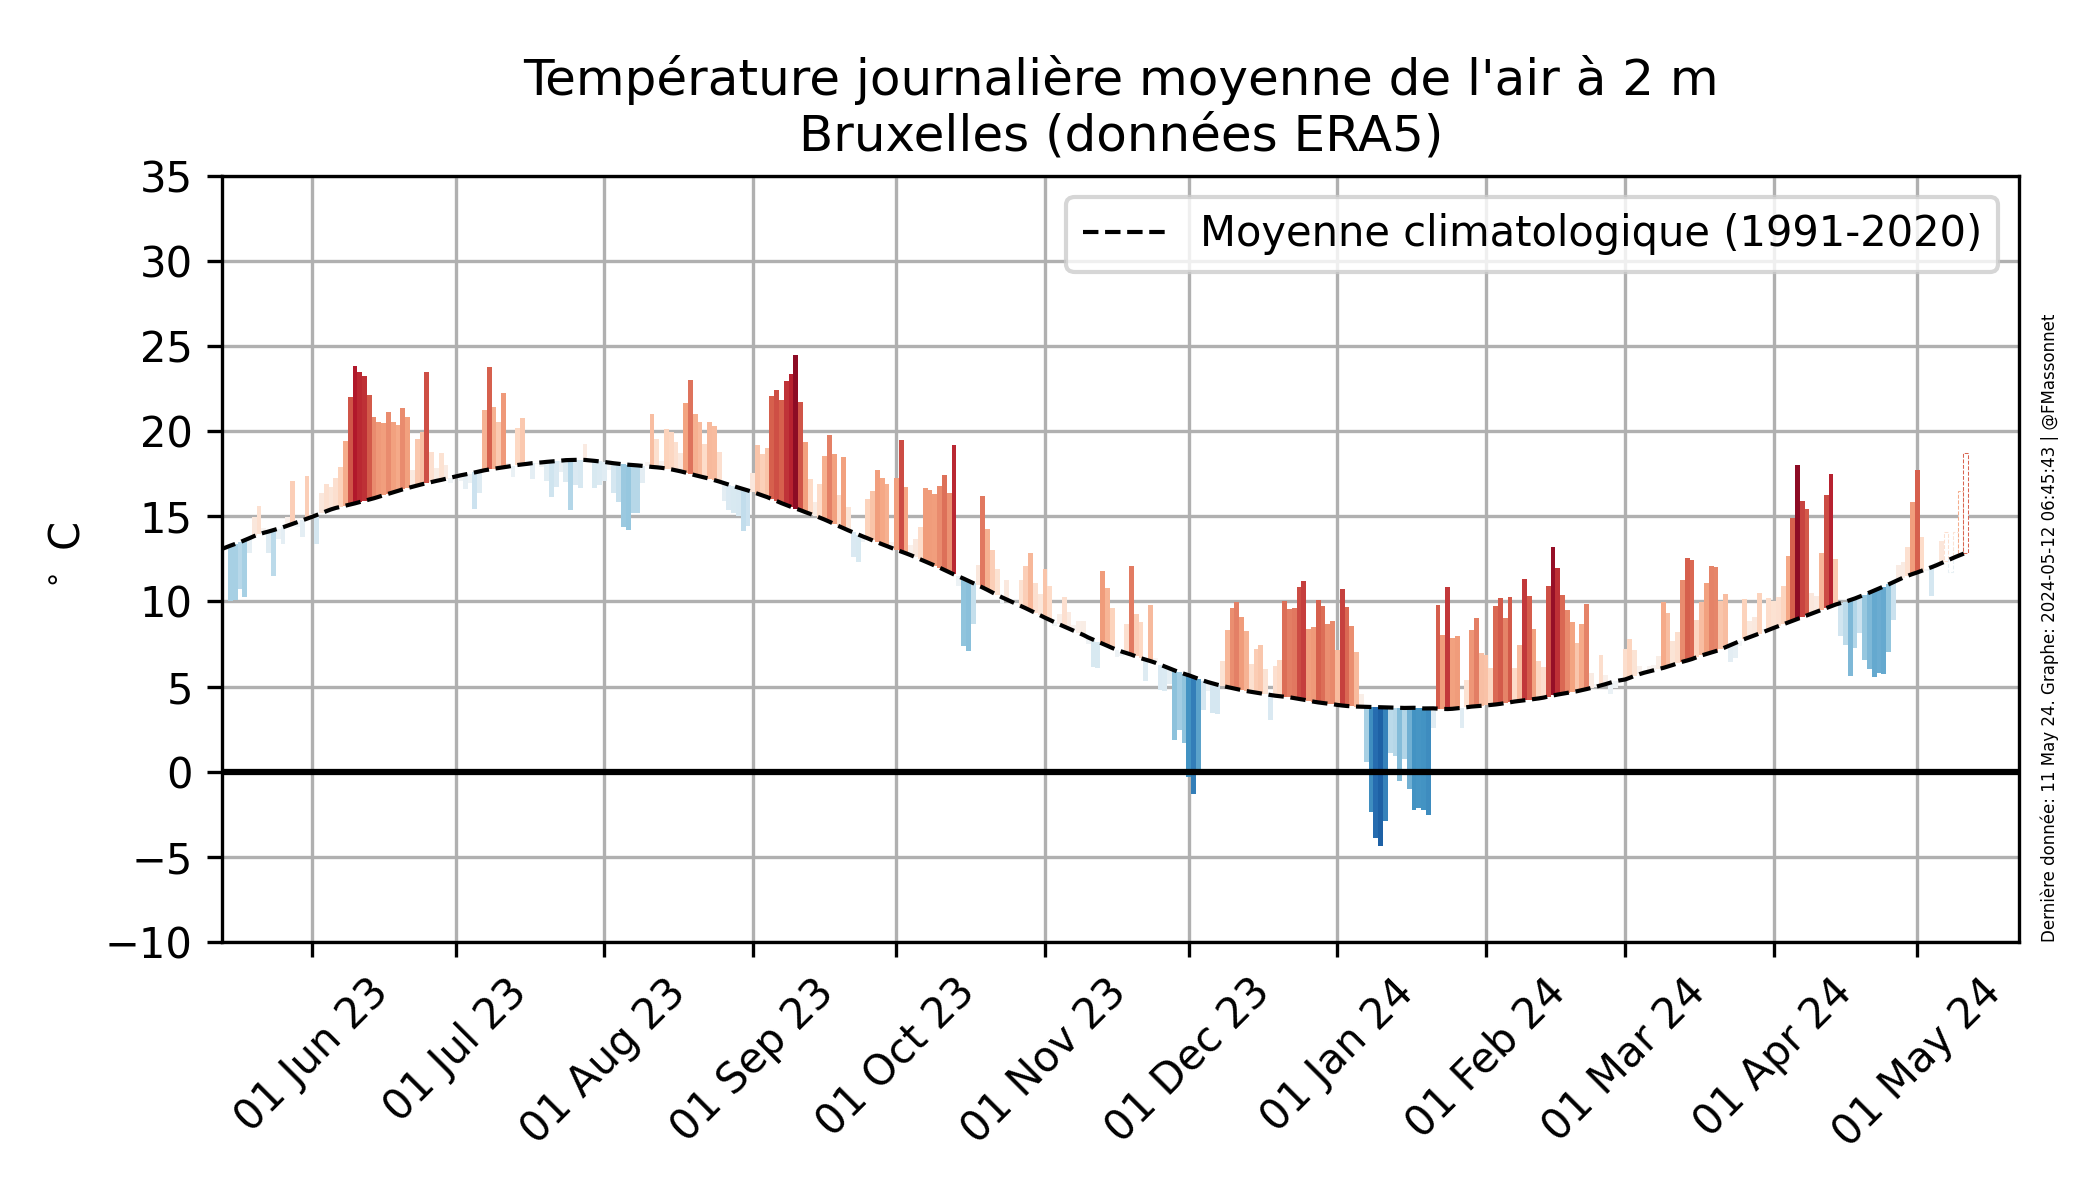 Température journalière moyenne de l'air à 2 m
Bruxelles (données ERA5)
Moyenne climatologique (1991-2020)
° C
35
30
25
20
15
10
5
0
−5
−10
01 Jun 23
01 Jul 23
01 Aug 23
01 Sep 23
01 Oct 23
01 Nov 23
01 Dec 23
01 Jan 24
01 Feb 24
01 Mar 24
01 Apr 24
01 May 24
Dernière donnée: 11 May 24. Graphe: 2024-05-12 06:45:43 | @FMassonnet